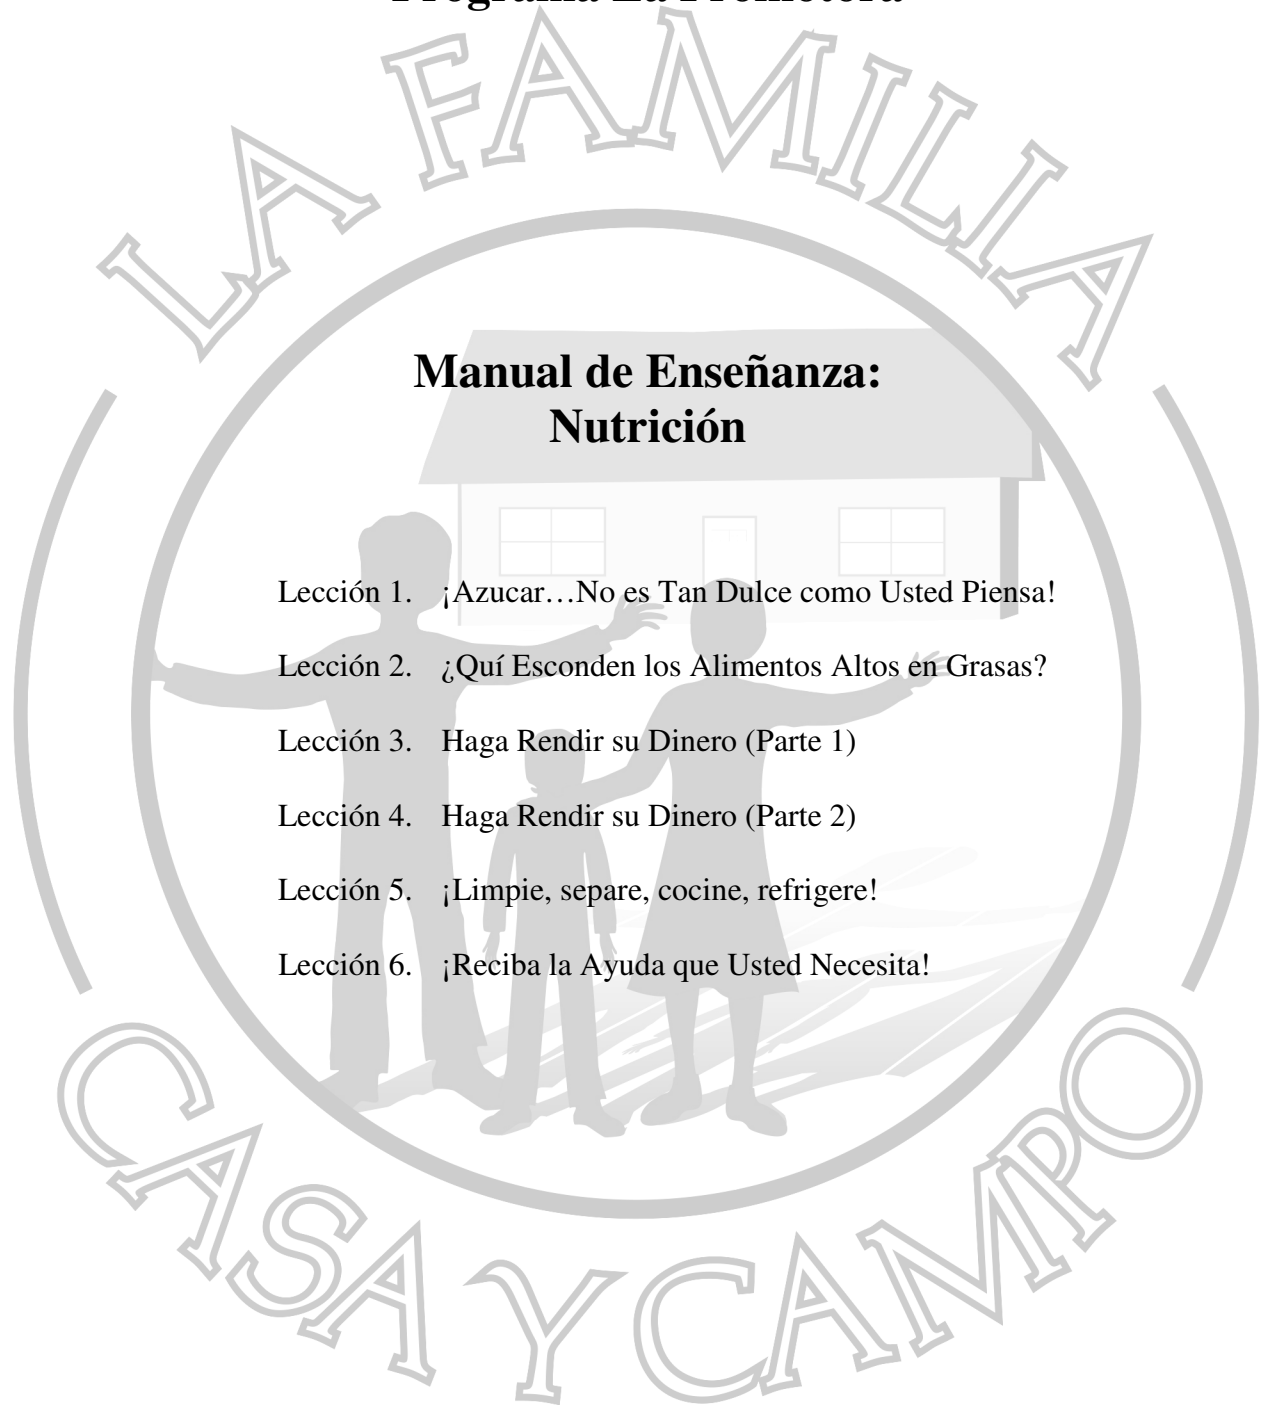 Programa La Promotora
LA FAMILIA
Manual de Enseñanza:
Nutrición
Lección 1. ¡Azucar…No es Tan Dulce como Usted Piensa!
Lección 2. ¿Quí Esconden los Alimentos Altos en Grasas?
Lección 3. Haga Rendir su Dinero (Parte 1)
Lección 4. Haga Rendir su Dinero (Parte 2)
Lección 5. ¡Limpie, separe, cocine, refrigere!
Lección 6. ¡Reciba la Ayuda que Usted Necesita!
CASA Y CAMPO